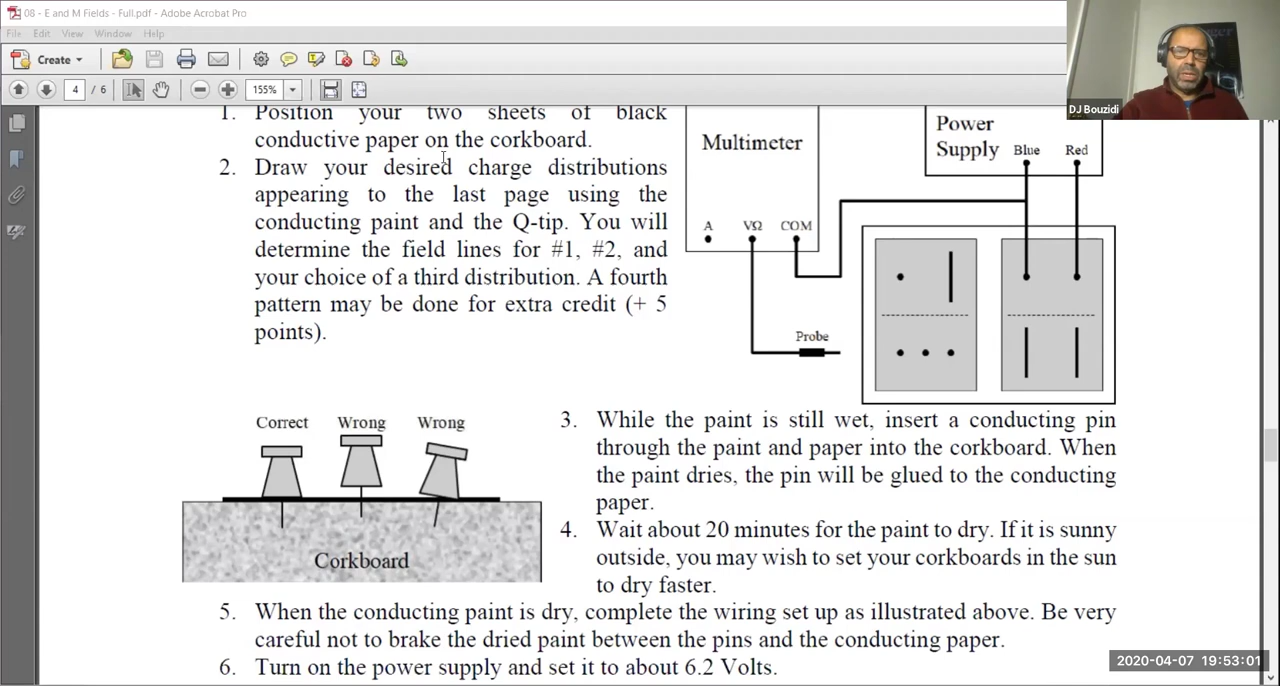 08 - E and M Fields - Full.pdf - Adobe Acrobat Pro
File Edit View Window Help
Create
4 / 6
155%
DJ Bouzidi
1. Position your two sheets of black
conductive paper on the corkboard.
2. Draw your desired charge distributions
appearing to the last page using the
conducting paint and the Q-tip. You will
determine the field lines for #1, #2, and
your choice of a third distribution. A fourth
pattern may be done for extra credit (+ 5
points).
Multimeter
A VΩ COM
Power
Supply Blue Red
Probe
Correct Wrong Wrong
Corkboard
3. While the paint is still wet, insert a conducting pin
through the paint and paper into the corkboard. When
the paint dries, the pin will be glued to the conducting
paper.
4. Wait about 20 minutes for the paint to dry. If it is sunny
outside, you may wish to set your corkboards in the sun
to dry faster.
5. When the conducting paint is dry, complete the wiring set up as illustrated above. Be very
careful not to brake the dried paint between the pins and the conducting paper.
6. Turn on the power supply and set it to about 6.2 Volts.
2020-04-07 19:53:01